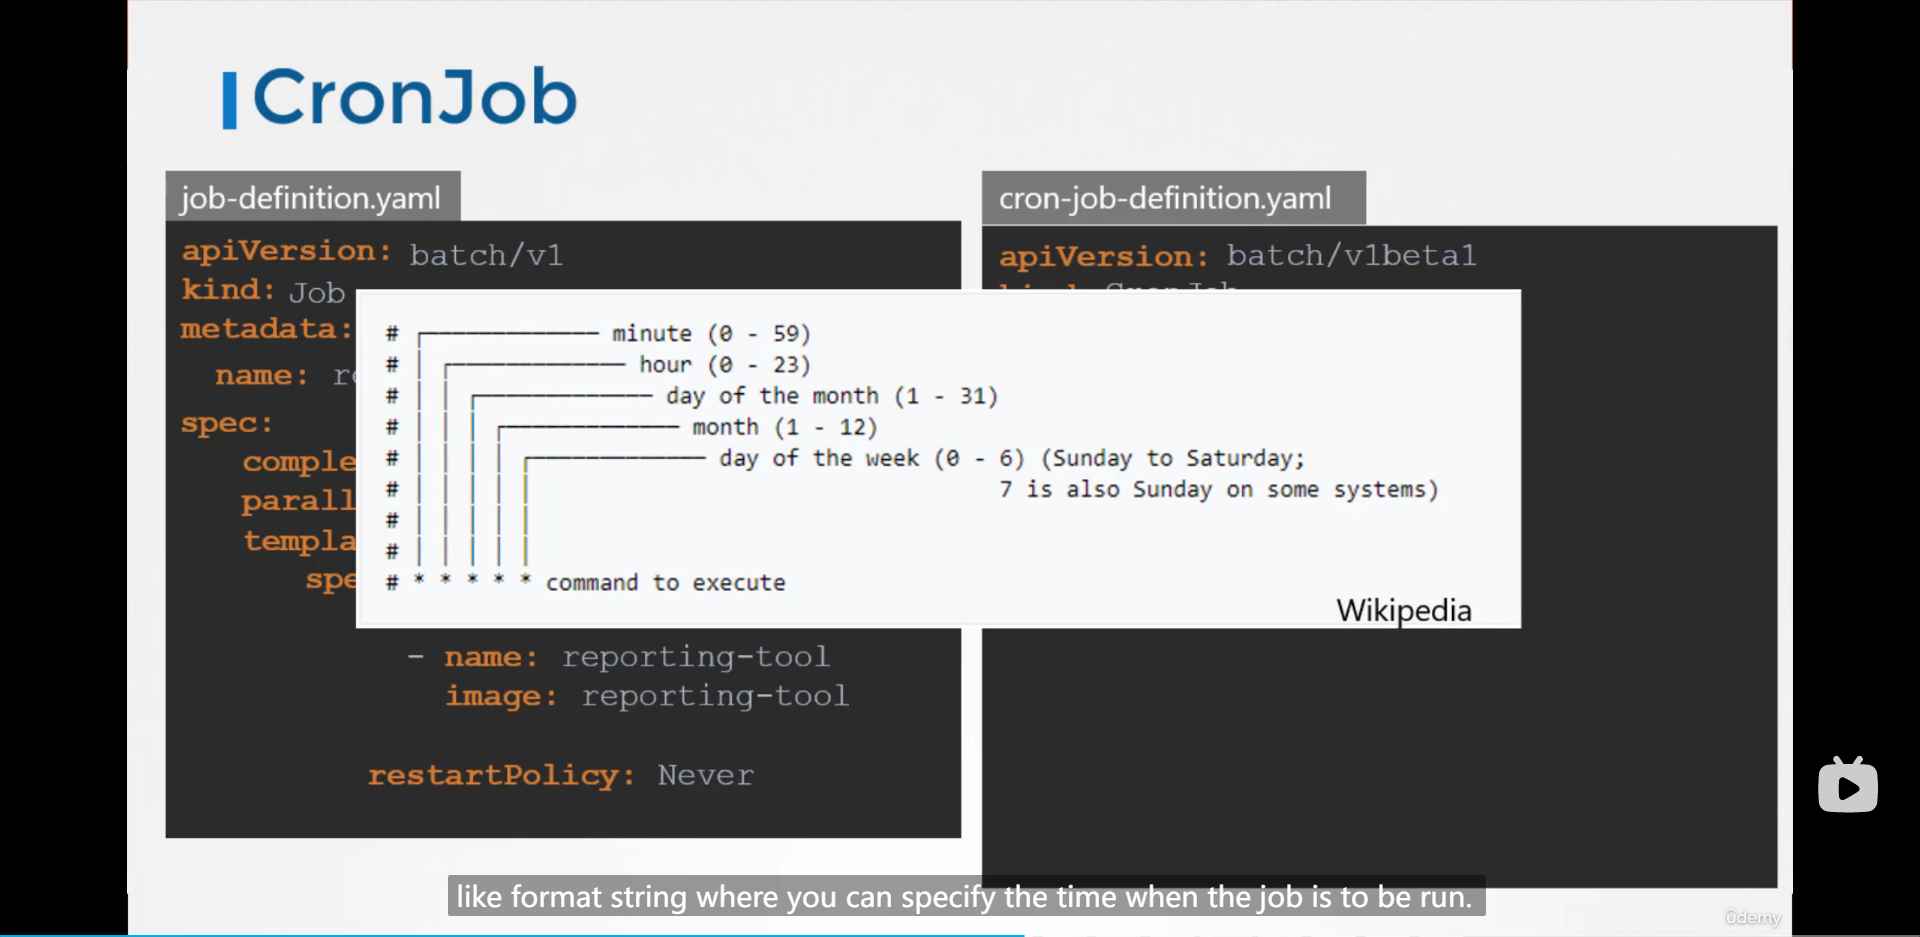 CronJob
job-definition.yaml
apiVersion: batch/v1
kind: Job
metadata:
name:
spec:
comple
parall
templa
spe
- name: reporting-tool
image: reporting-tool
restartPolicy: Never
cron-job-definition.yaml
apiVersion: batch/v1beta1
# minute (0 - 59)
# hour (0 - 23)
# day of the month (1 - 31)
# month (1 - 12)
# day of the week (0 - 6) (Sunday to Saturday;
# 7 is also Sunday on some systems)
#
#
# * * * * * command to execute
Wikipedia
like format string where you can specify the time when the job is to be run.
ûdemy